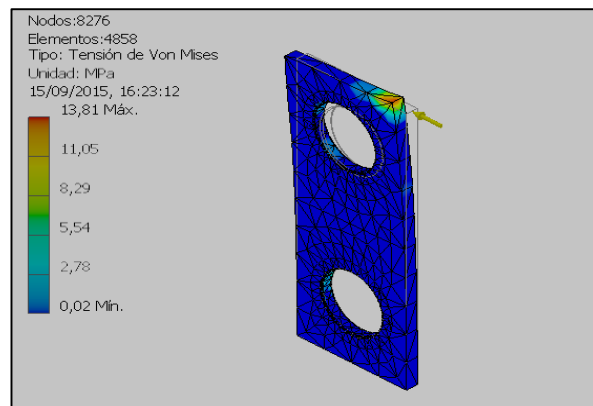 Nodos:8276
Elementos:4858
Tipo: Tensión de Von Mises
Unidad: MPa
15/09/2015, 16:23:12
13,81 Máx.
11,05
8,29
5,54
2,78
0,02 Mín.